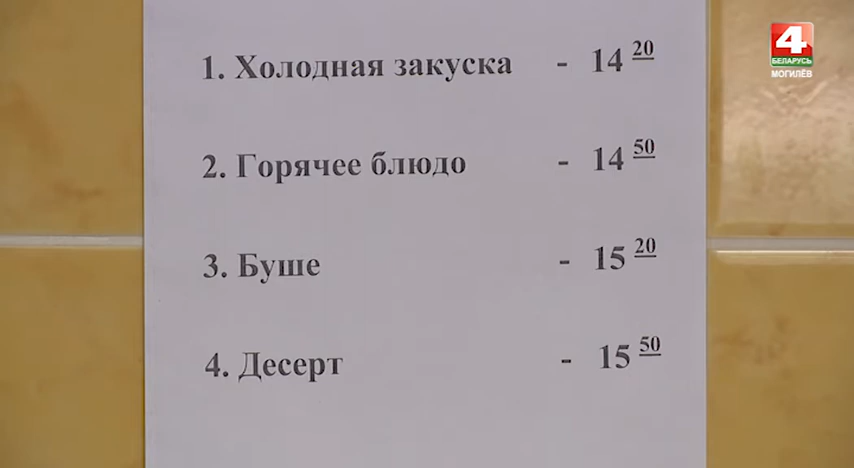 4
БЕЛАРУСЬ
МОГИЛЁВ
1. Холодная закуска - 14 20
2. Горячее блюдо - 14 50
3. Буше - 15 20
4. Десерт - 15 50